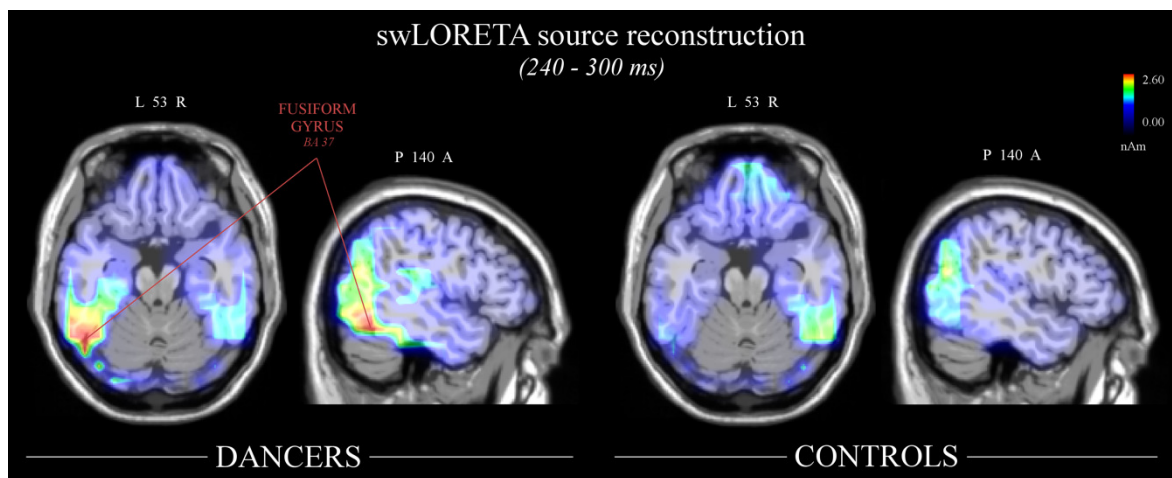 swLORETA source reconstruction
(240 - 300 ms)
L 53 R
FUSIFORM
GYRUS
BA 37
P 140 A
L 53 R
P 140 A
2.60
0.00
nAm
DANCERS
CONTROLS